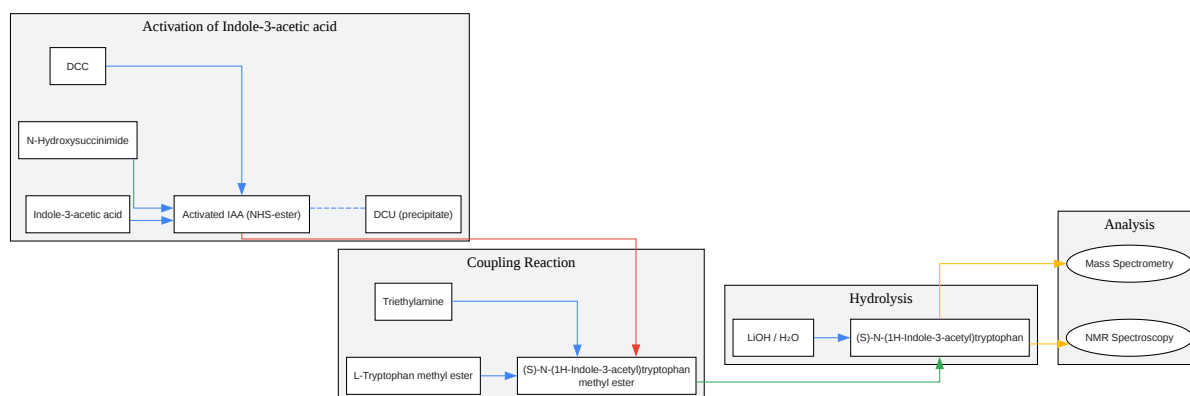 Activation of Indole-3-acetic acid
DCC
N-Hydroxysuccinimide
Indole-3-acetic acid
Activated IAA (NHS-ester)
DCU (precipitate)
Coupling Reaction
Triethylamine
L-Tryptophan methyl ester
(S)-N-(1H-Indole-3-acetyl)tryptophan
methyl ester
Hydrolysis
LiOH / H₂O
(S)-N-(1H-Indole-3-acetyl)tryptophan
Analysis
Mass Spectrometry
NMR Spectroscopy